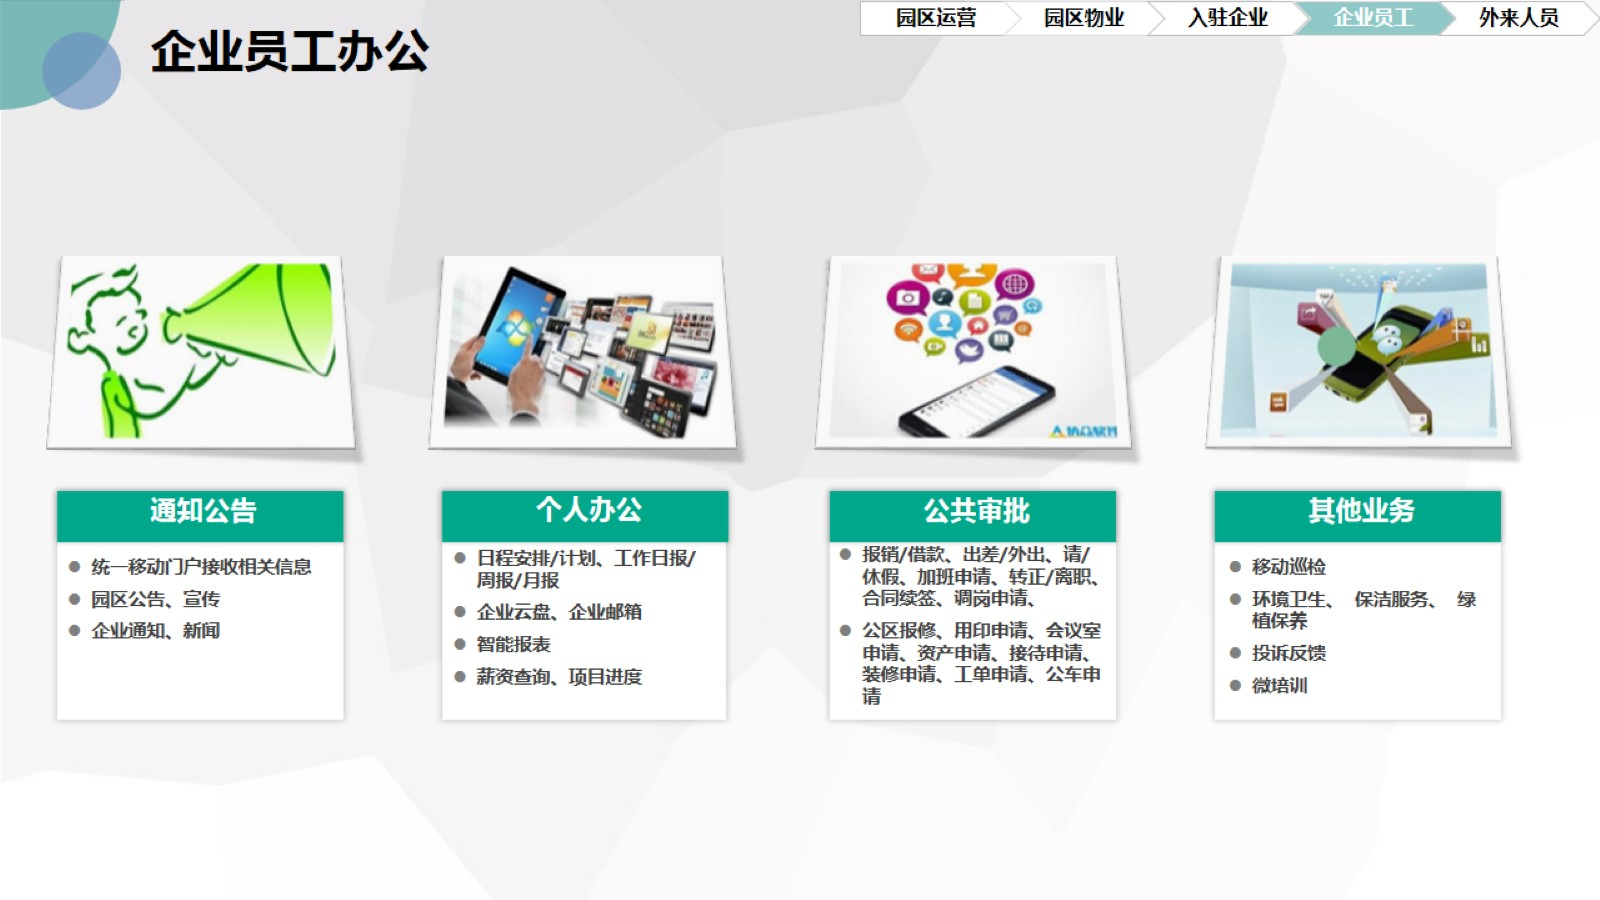 园区运营
园区物业
入驻企业
企业员工
外来人员
企业员工办公
通知公告
统一移动门户接收相关信息
园区公告、宣传
企业通知、新闻
个人办公
日程安排/计划、工作日报/
周报/月报
企业云盘、企业邮箱
智能报表
薪资查询、项目进度
公共审批
报销/借款、出差/外出、请/
休假、加班申请、转正/离职、
合同续签、调岗申请、
公区报修、用印申请、会议室
申请、资产申请、接待申请、
装修申请、工单申请、公车申
请
其他业务
移动巡检
环境卫生、 保洁服务、 绿
植保养
投诉反馈
微培训